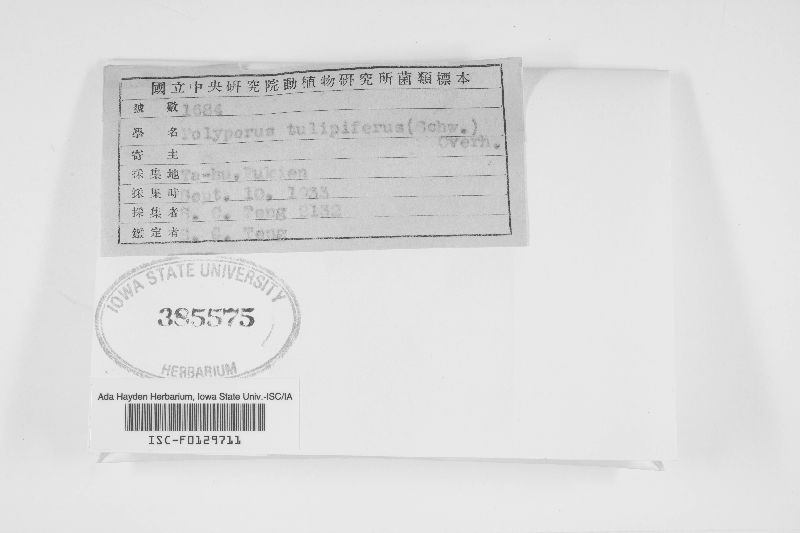 國立中央研究院動植物研究所菌類標本
號數 1684
學名 Polyporus tulipiferus (Schw.)
Overh.
寄主
採集地 Ta-hu, Fukien
採集時 Sept. 10, 1933
採集者 S. C. Teng 2132
鑑定者 S. C. Teng
IOWA STATE UNIVERSITY
385575
HERBARIUM
Ada Hayden Herbarium, Iowa State Univ.-ISC/IA
ISC-F0129711